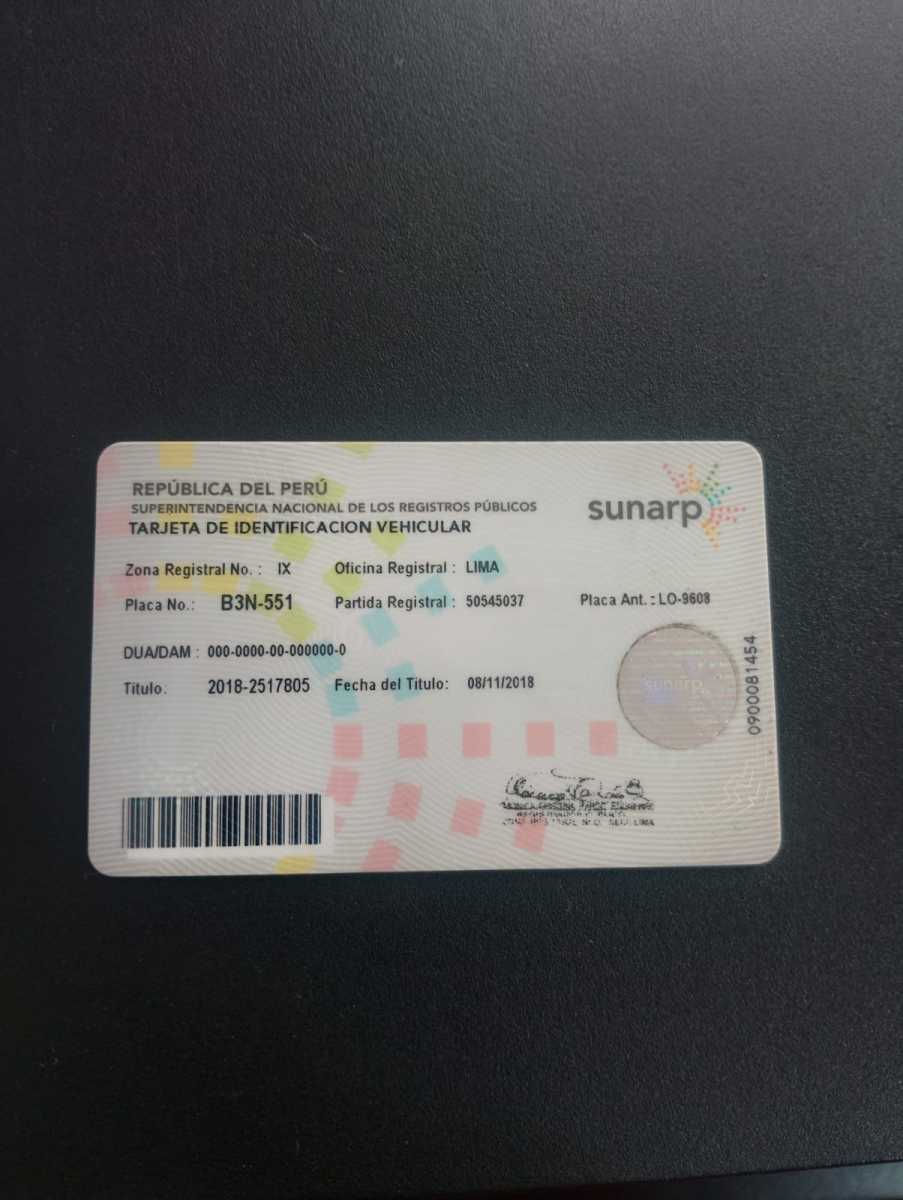 REPÚBLICA DEL PERÚ
SUPERINTENDENCIA NACIONAL DE LOS REGISTROS PÚBLICOS
TARJETA DE IDENTIFICACION VEHICULAR
sunarp
Zona Registral No. : IX Oficina Registral : LIMA
Placa No.: B3N-551 Partida Registral : 50545037 Placa Ant. : LO-9608
DUA/DAM : 000-0000-00-000000-0
Titulo: 2018-2517805 Fecha del Titulo: 08/11/2018
sunarp
0900081454